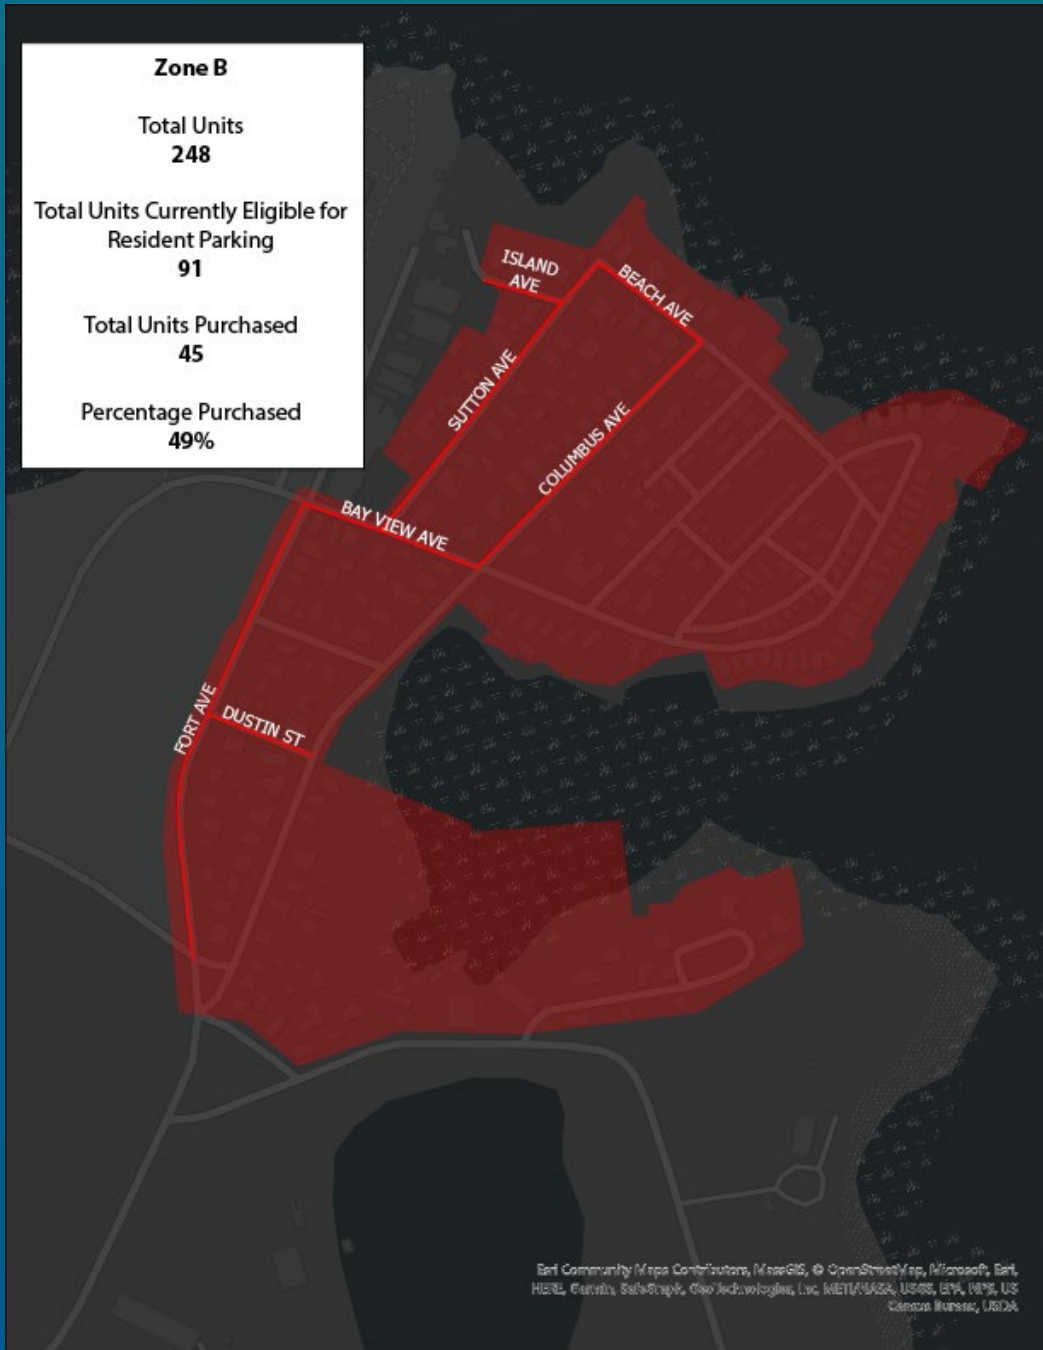 Zone B
Total Units
248
Total Units Currently Eligible for
Resident Parking
91
Total Units Purchased
45
Percentage Purchased
49%
ISLAND
AVE
BEACH AVE
SUTTON AVE
COLUMBUS AVE
BAY VIEW AVE
FORT AVE
DUSTIN ST
Esri Community Maps Contributors, MassGIS, © OpenStreetMap, Microsoft, Esri,
HERE, Garmin, SafeGraph, GeoTechnologies, Inc, METI/NASA, USGS, EPA, NPS, US
Census Bureau, USDA